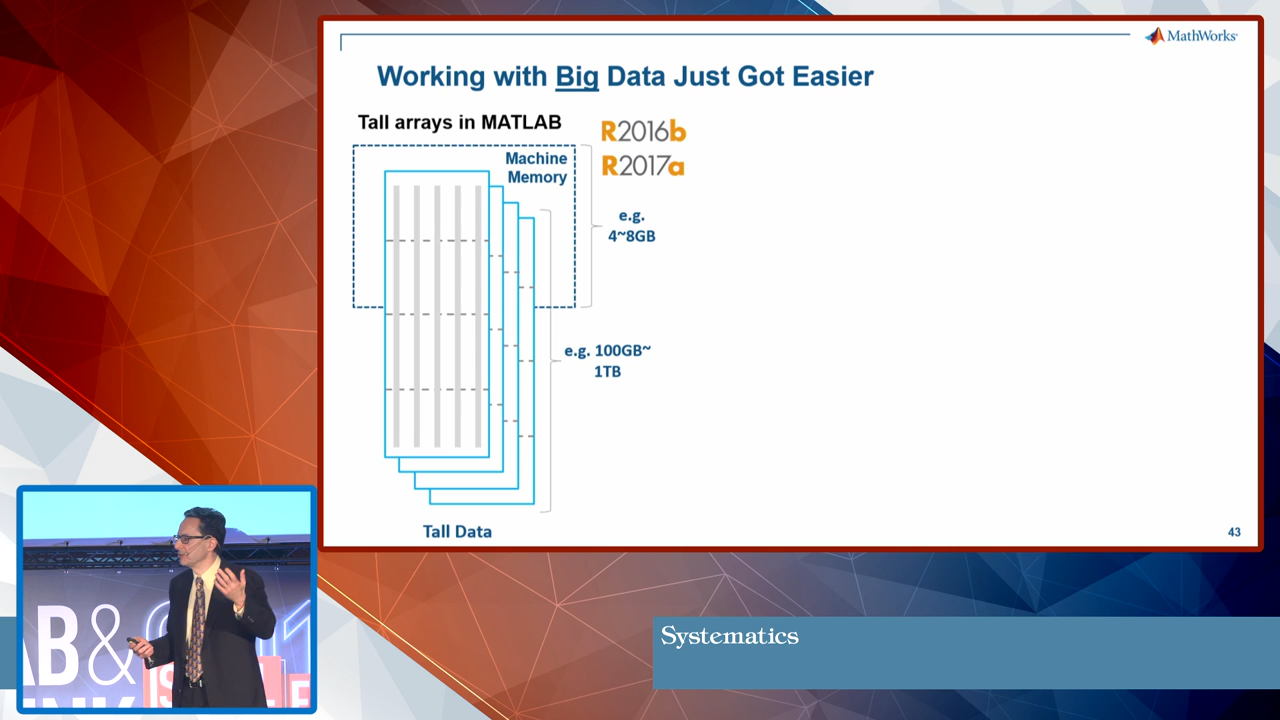 MathWorks
Working with Big Data Just Got Easier
Tall arrays in MATLAB
R2016b
R2017a
Machine
Memory
e.g.
4~8GB
e.g. 100GB~
1TB
Tall Data
43
AB&
Systematics